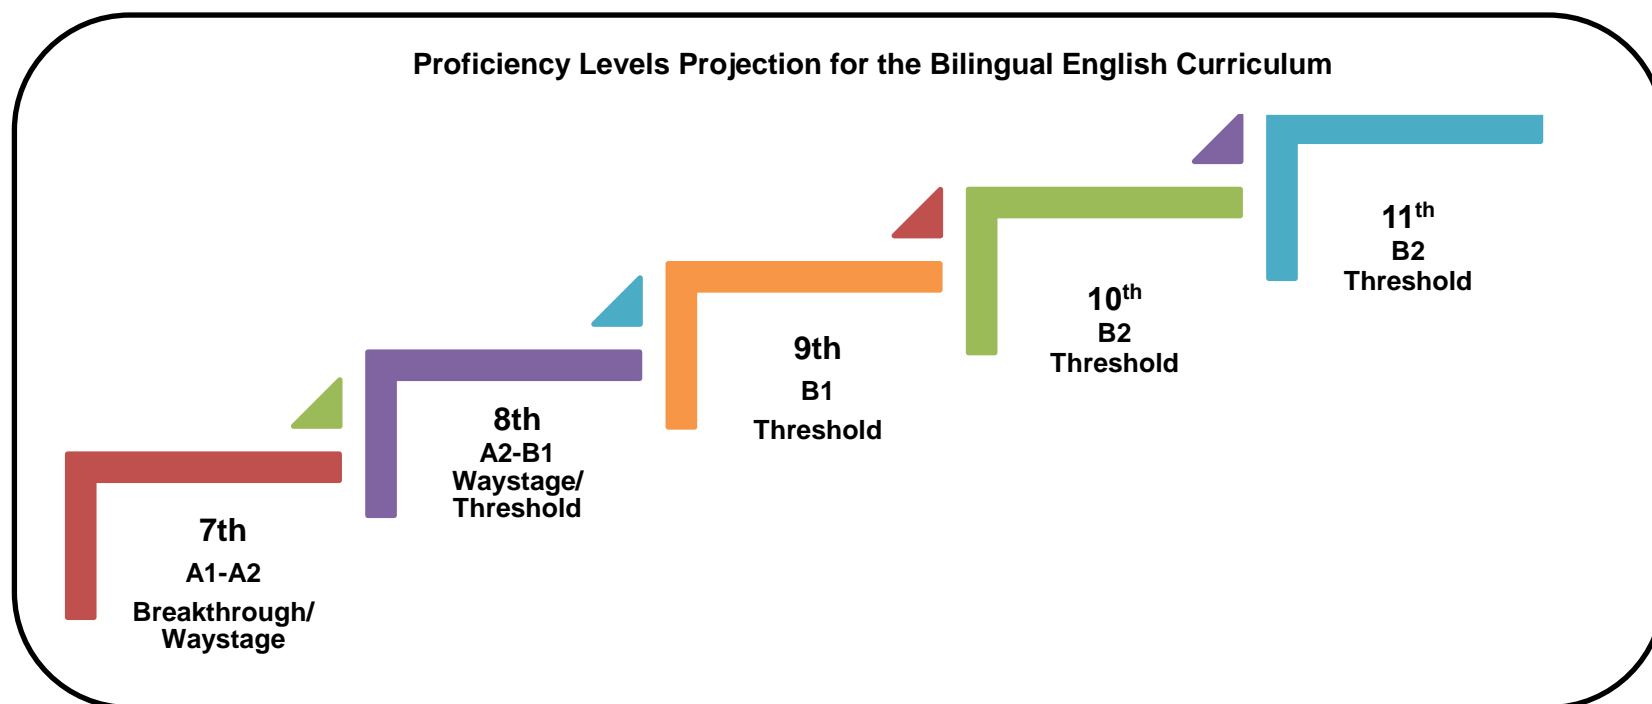 Proficiency Levels Projection for the Bilingual English Curriculum
7th
A1-A2
Breakthrough/
Waystage
8th
A2-B1
Waystage/
Threshold
9th
B1
Threshold
10th
B2
Threshold
11th
B2
Threshold